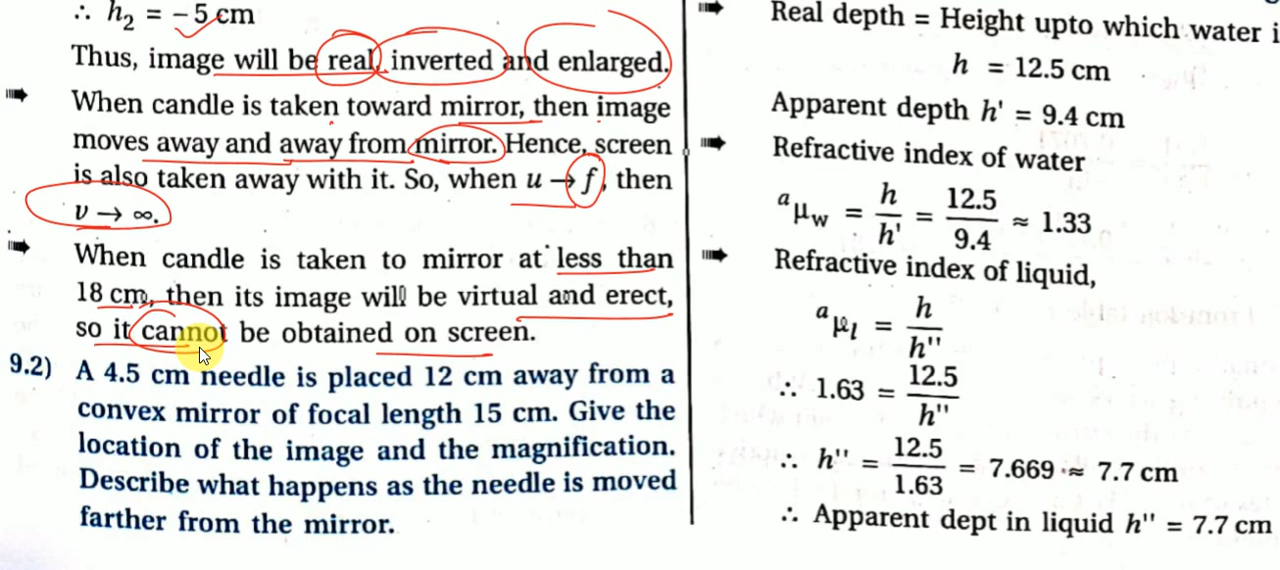 ∴ h₂ = − 5 cm
Thus, image will be real, inverted and enlarged.
When candle is taken toward mirror, then image
moves away and away from mirror. Hence, screen
is also taken away with it. So, when u → f, then
ν → ∞.
When candle is taken to mirror at less than
18 cm, then its image will be virtual and erect,
so it cannot be obtained on screen.
9.2) A 4.5 cm needle is placed 12 cm away from a
convex mirror of focal length 15 cm. Give the
location of the image and the magnification.
Describe what happens as the needle is moved
farther from the mirror.
Real depth = Height upto which water
h = 12.5 cm
Apparent depth h' = 9.4 cm
Refractive index of water
ᵃμ_w = h/h' = 12.5/9.4 ≈ 1.33
Refractive index of liquid,
ᵃμ_l = h/h''
∴ 1.63 = 12.5/h''
∴ h'' = 12.5/1.63 = 7.669 ≈ 7.7 cm
∴ Apparent dept in liquid h'' = 7.7 cm